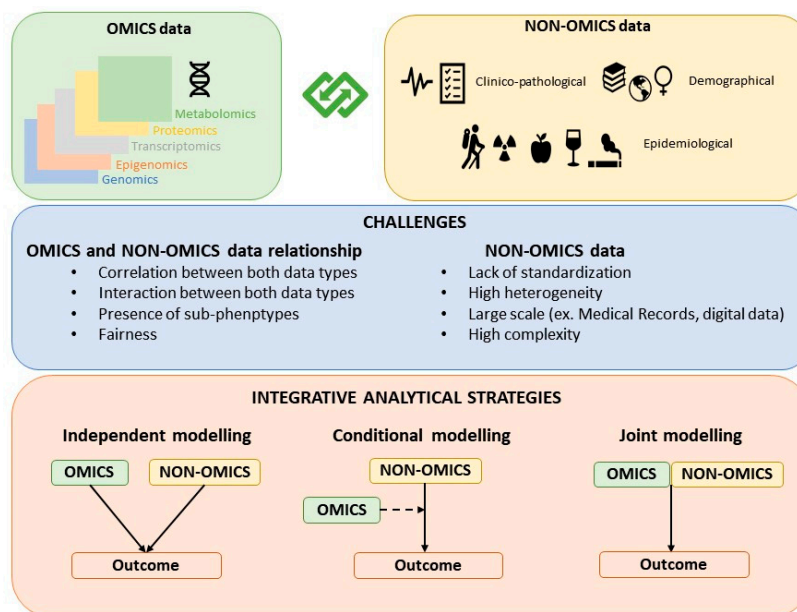 OMICS data
Metabolomics
Proteomics
Transcriptomics
Epigenomics
Genomics
NON-OMICS data
Clinico-pathological
Demographical
Epidemiological
CHALLENGES
OMICS and NON-OMICS data relationship
• Correlation between both data types
• Interaction between both data types
• Presence of sub-phenptypes
• Fairness
NON-OMICS data
• Lack of standardization
• High heterogeneity
• Large scale (ex. Medical Records, digital data)
• High complexity
INTEGRATIVE ANALYTICAL STRATEGIES
Independent modelling
OMICS
NON-OMICS
Outcome
Conditional modelling
NON-OMICS
OMICS
Outcome
Joint modelling
OMICS
NON-OMICS
Outcome